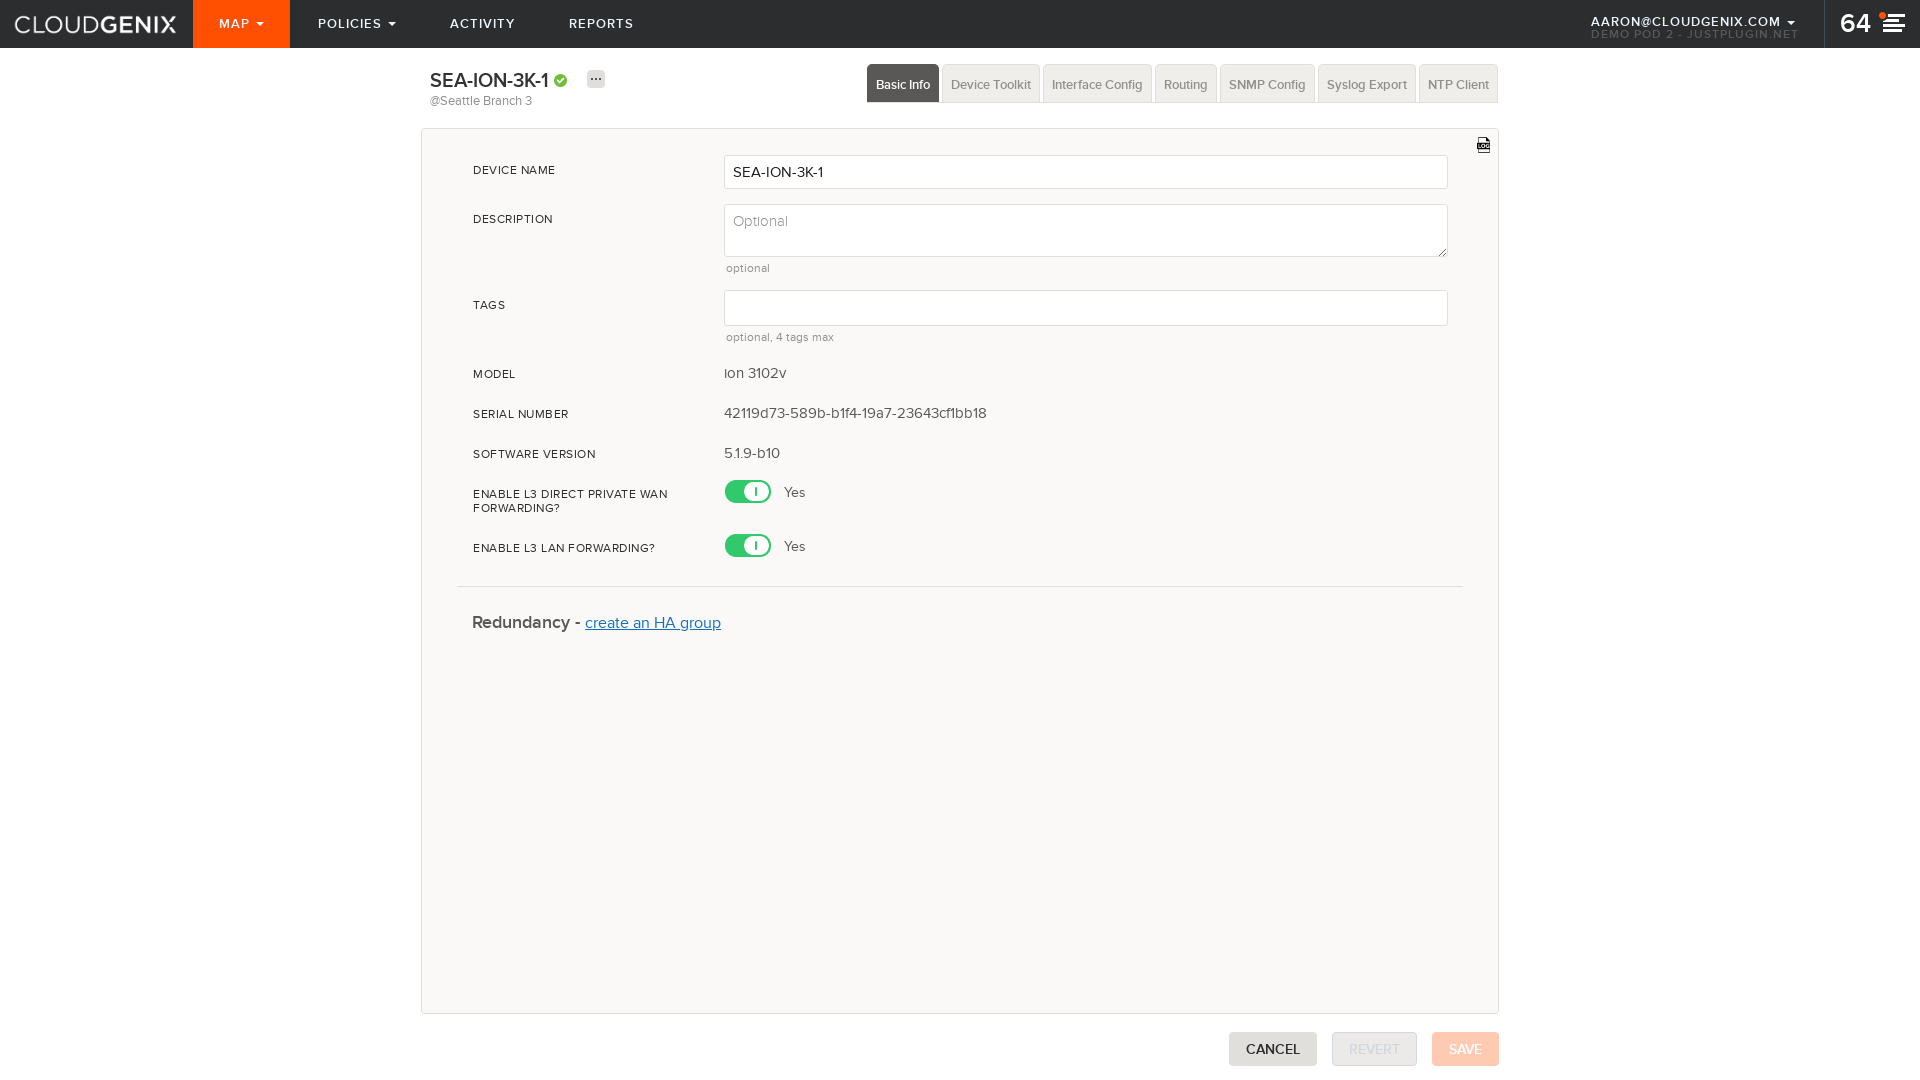 CLOUDGENIX
MAP
POLICIES
ACTIVITY
REPORTS
AARON@CLOUDGENIX.COM
DEMO POD 2 - JUSTPLUGIN.NET
64
SEA-ION-3K-1
@Seattle Branch 3
Basic Info
Device Toolkit
Interface Config
Routing
SNMP Config
Syslog Export
NTP Client
LOG
DEVICE NAME
SEA-ION-3K-1
DESCRIPTION
Optional
optional
TAGS
optional, 4 tags max
MODEL
ion 3102v
SERIAL NUMBER
42119d73-589b-b1f4-19a7-23643cf1bb18
SOFTWARE VERSION
5.1.9-b10
ENABLE L3 DIRECT PRIVATE WAN
FORWARDING?
Yes
ENABLE L3 LAN FORWARDING?
Yes
Redundancy - create an HA group
CANCEL
REVERT
SAVE